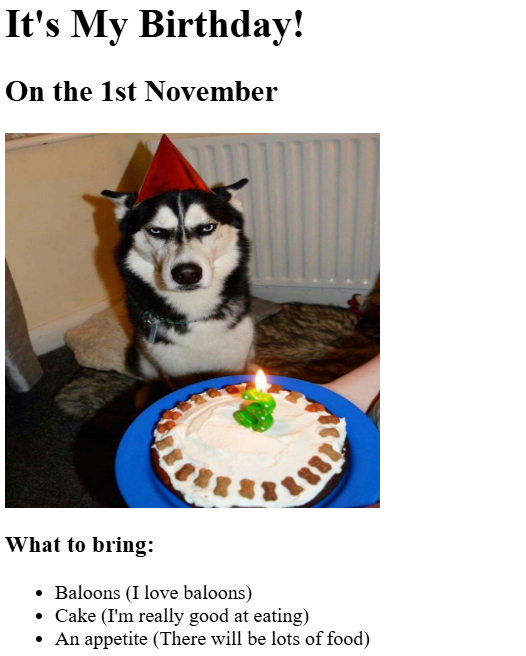 It's My Birthday!
On the 1st November
What to bring:
Baloons (I love baloons)
Cake (I'm really good at eating)
An appetite (There will be lots of food)